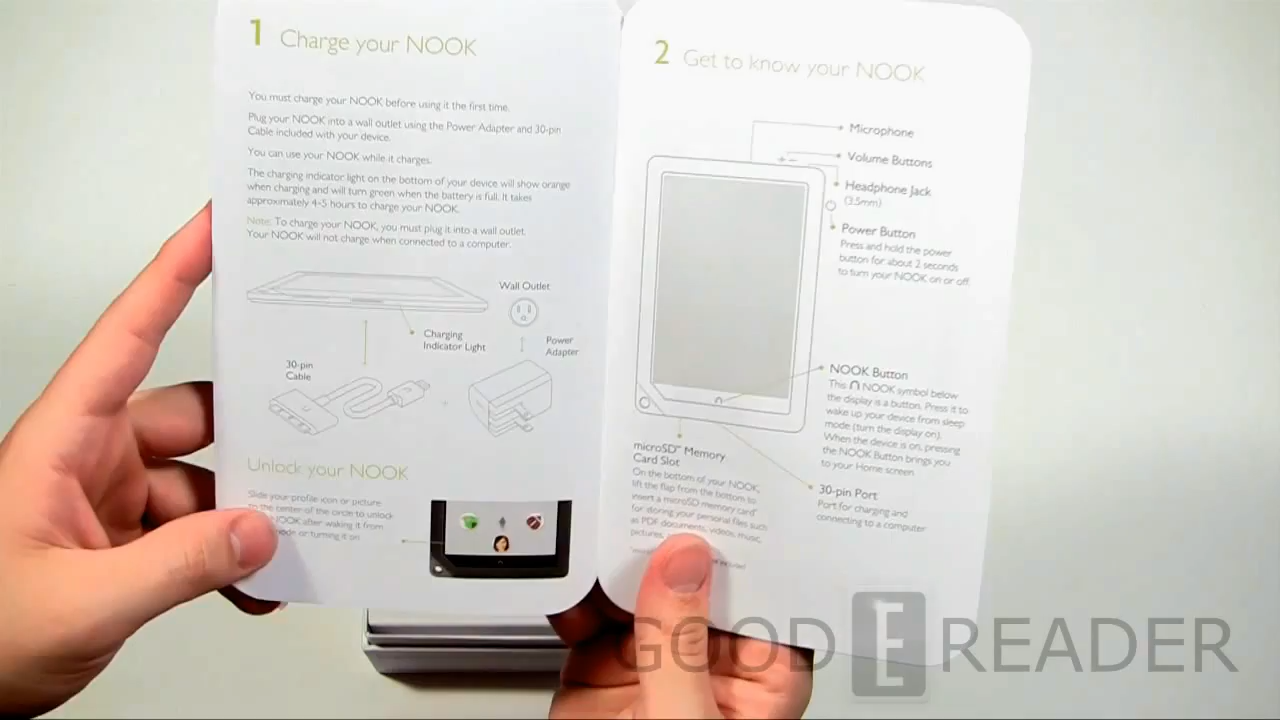 1 Charge your NOOK
You must charge your NOOK before using it the first time.
Plug your NOOK into a wall outlet using the Power Adapter and 30-pin
Cable included with your device.
You can use your NOOK while it charges.
The charging indicator light on the bottom of your device will show orange
when charging and will turn green when the battery is full. It takes
approximately 4-5 hours to charge your NOOK.
Note: To charge your NOOK, you must plug it into a wall outlet.
Your NOOK will not charge when connected to a computer.
Wall Outlet
Charging
Indicator Light
Power
Adapter
30-pin
Cable
Unlock your NOOK
Slide your profile icon or picture
to the center of the circle to unlock
NOOK after waking it from
mode or turning it on
2 Get to know your NOOK
Microphone
Volume Buttons
Headphone Jack
(3.5mm)
Power Button
Press and hold the power
button for about 2 seconds
to turn your NOOK on or off.
NOOK Button
This NOOK symbol below
the display is a button. Press it to
wake up your device from sleep
mode (turn the display on).
When the device is on, pressing
the NOOK Button brings you
to your Home screen.
microSD™ Memory
Card Slot
On the bottom of your NOOK,
lift the flap from the bottom to
insert a microSD memory card*
for storing your personal files such
as PDF documents, videos, music,
pictures,
included
30-pin Port
Port for charging and
connecting to a computer
GOOD E READER